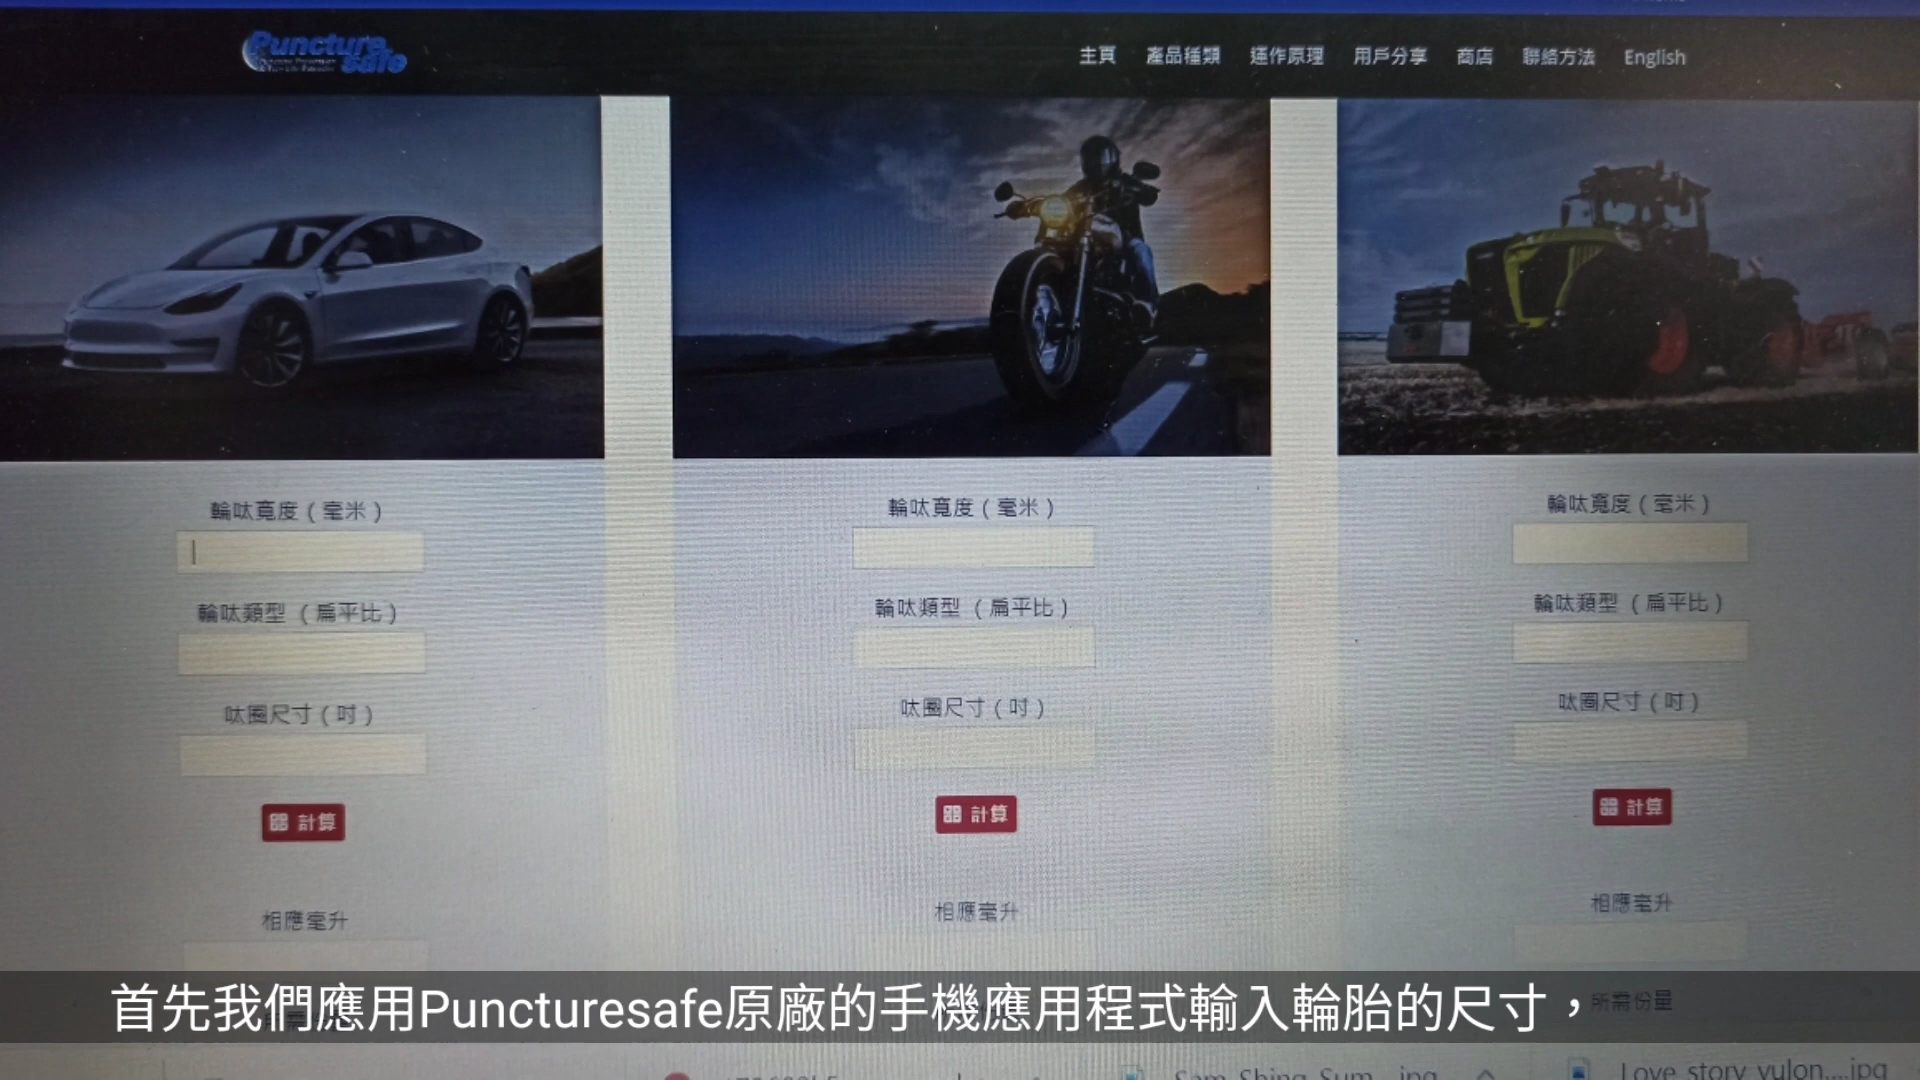 Puncture
safe
主頁 產品種類 運作原理 用戶分享 商店 聯絡方法 English
輪呔寬度（毫米） 輪呔寬度（毫米） 輪呔寬度（毫米）
輪呔類型（扁平比） 輪呔類型（扁平比） 輪呔類型（扁平比）
呔圈尺寸（吋） 呔圈尺寸（吋） 呔圈尺寸（吋）
計算 計算 計算
相應毫升 相應毫升 相應毫升
所需份量
首先我們應用Puncturesafe原廠的手機應用程式輸入輪胎的尺寸，
Love story yulon....jpg